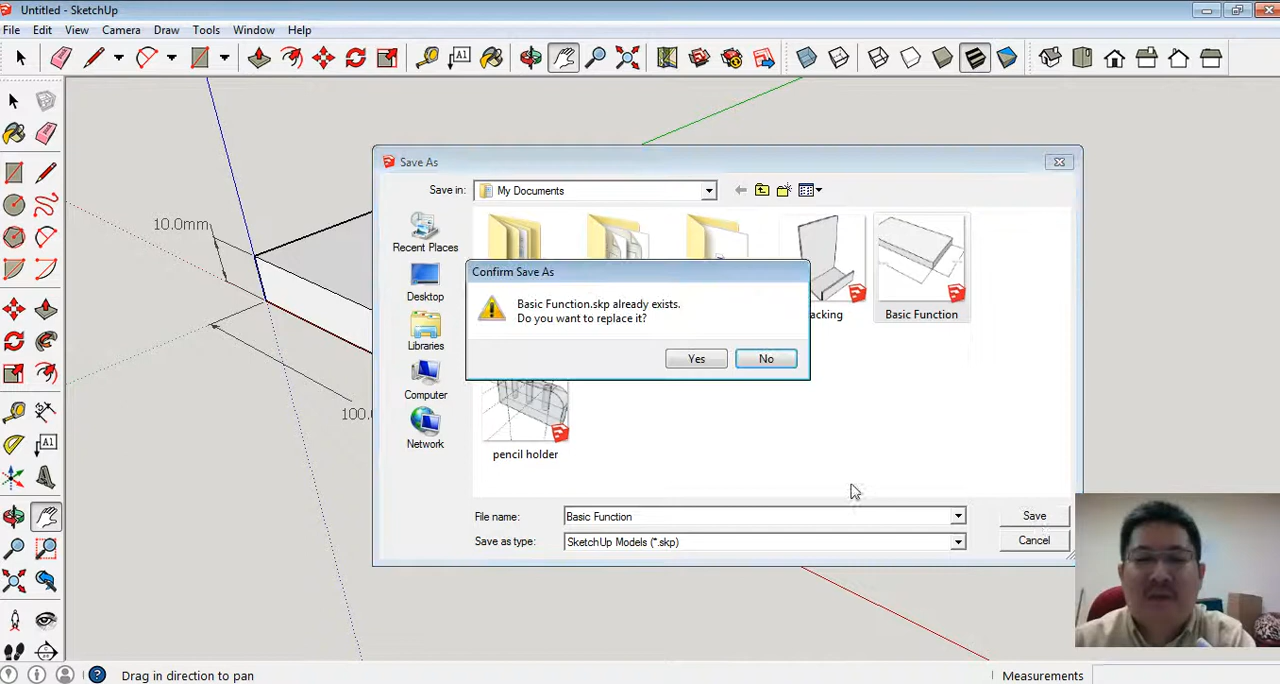 Untitled - SketchUp
File Edit View Camera Draw Tools Window Help
A1
10.0mm
100.
Save As
Save in: My Documents
Recent Places
Desktop
Libraries
Computer
Network
acking
Basic Function
Confirm Save As
Basic Function.skp already exists.
Do you want to replace it?
Yes No
pencil holder
File name: Basic Function Save
Save as type: SketchUp Models (*.skp) Cancel
A1
Drag in direction to pan Measurements